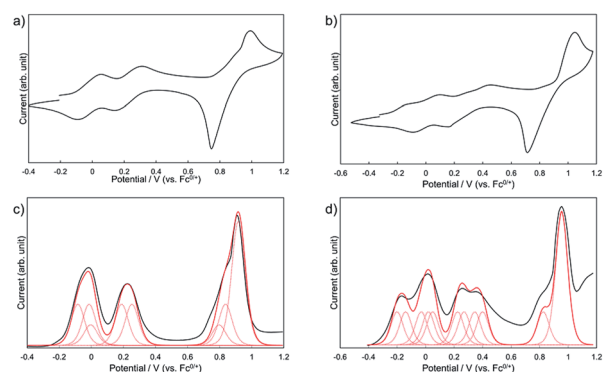 a)
Current (arb. unit)
-0.4 -0.2 0 0.2 0.4 0.6 0.8 1 1.2
Potential / V (vs. Fc0/+)
b)
Current (arb. unit)
-0.6 -0.4 -0.2 0 0.2 0.4 0.6 0.8 1 1.2
Potential / V (vs. Fc0/+)
c)
Current (arb. unit)
-0.4 -0.2 0 0.2 0.4 0.6 0.8 1 1.2
Potential / V (vs. Fc0/+)
d)
Current (arb. unit)
-0.6 -0.4 -0.2 0 0.2 0.4 0.6 0.8 1 1.2
Potential / V (vs. Fc0/+)